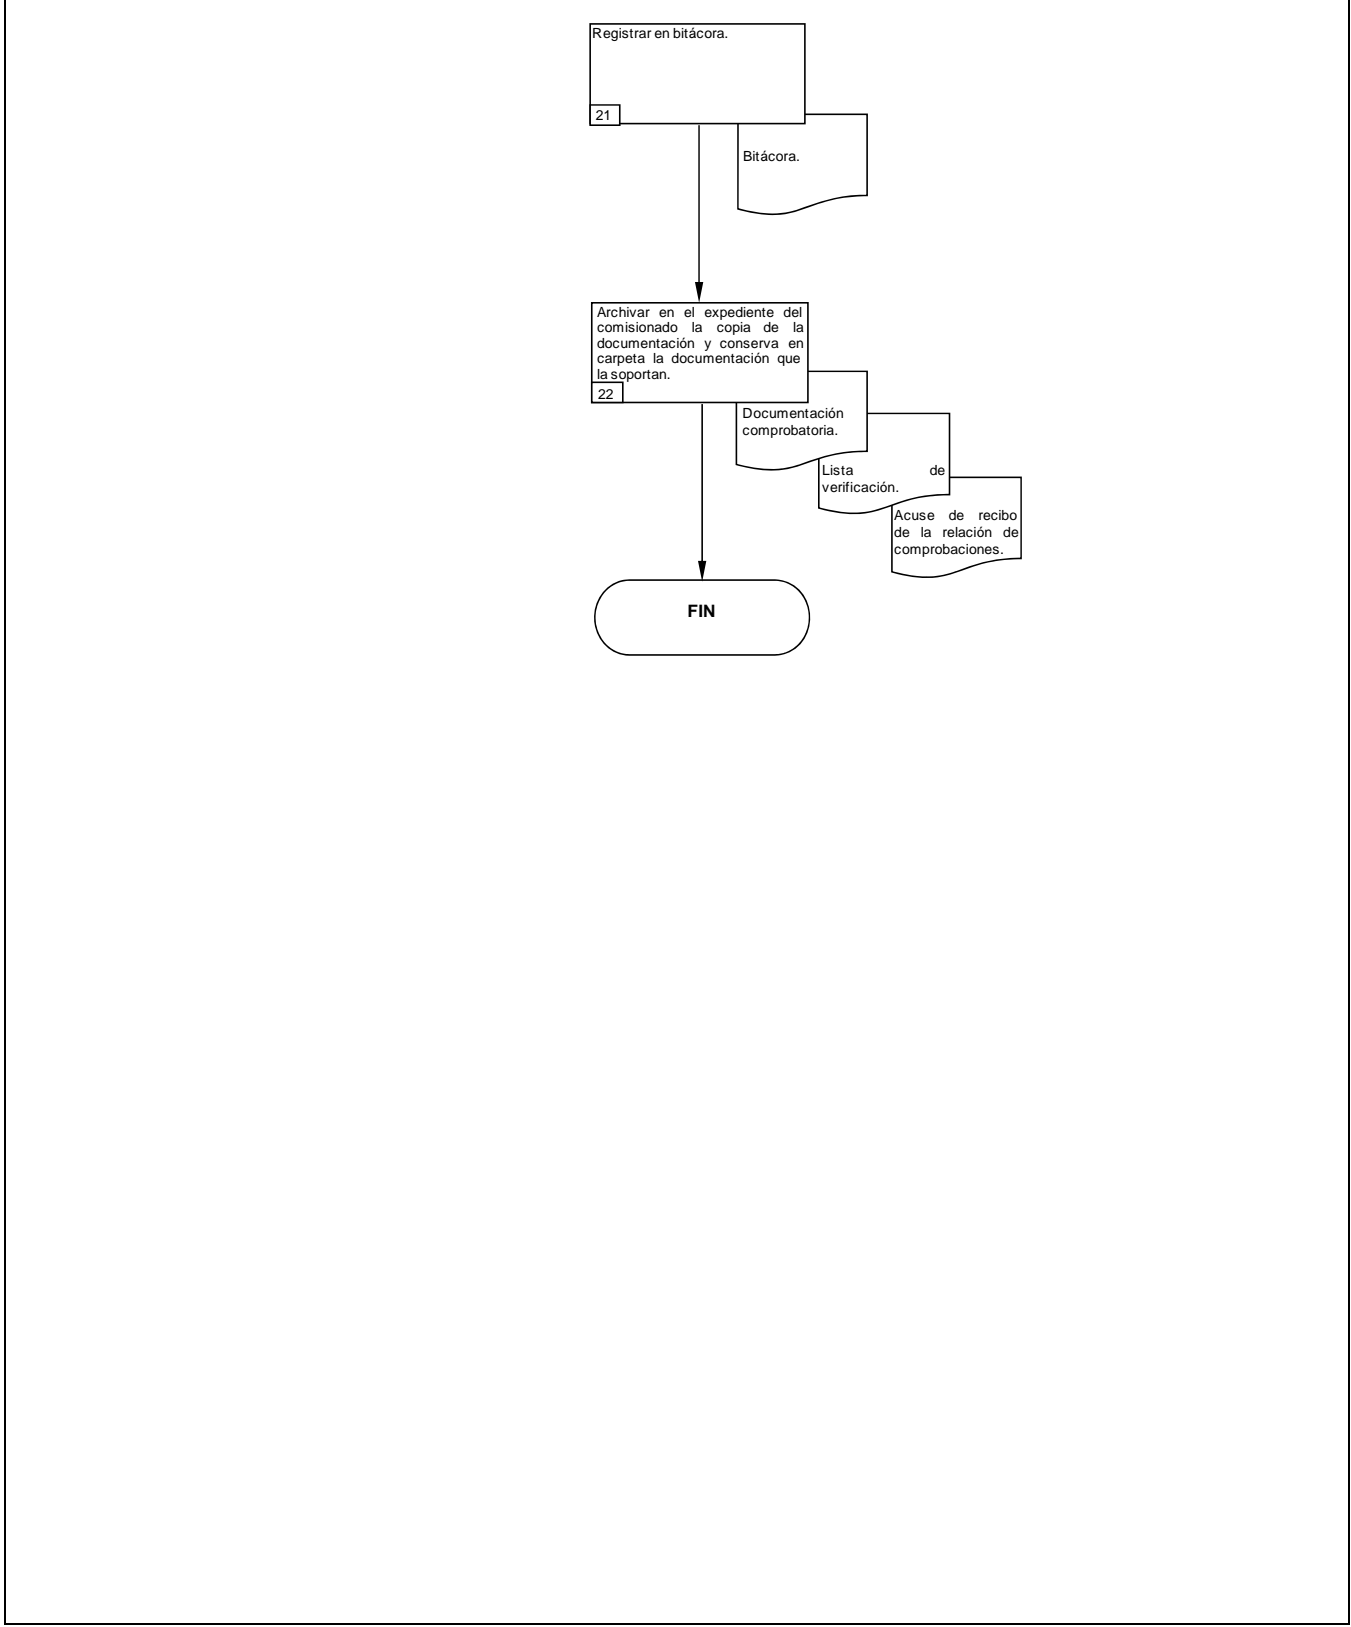 Registrar en bitácora.
21
Bitácora.
Archivar en el expediente del
comisionado la copia de la
documentación y conserva en
carpeta la documentación que
la soportan.
22
Documentación
comprobatoria.
Lista de
verificación.
Acuse de recibo
de la relación de
comprobaciones.
FIN